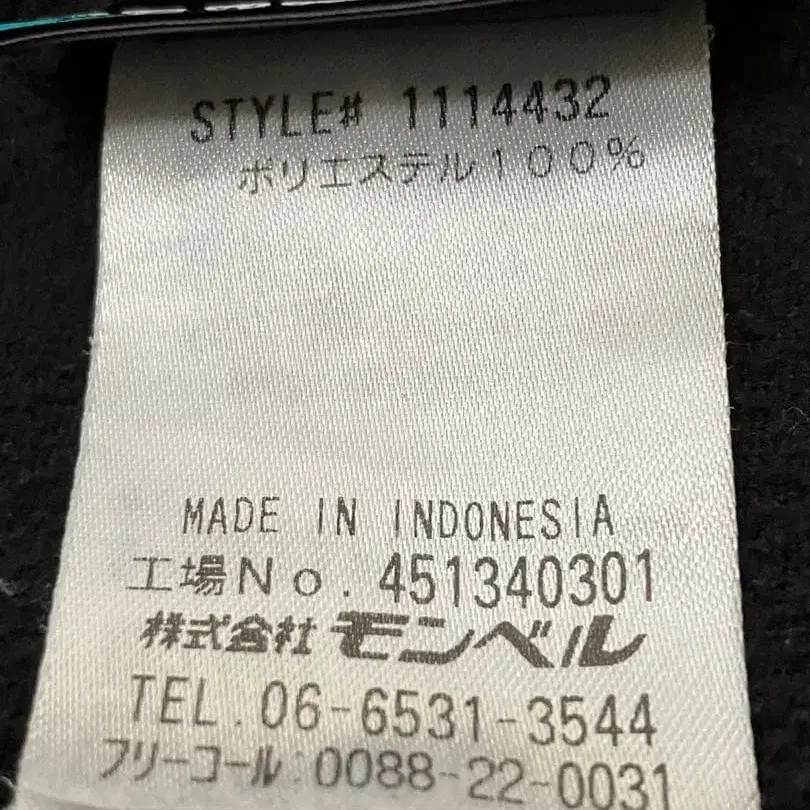 STYLE# 1114432
ポリエステル100%
MADE IN INDONESIA
工場No. 451340301
株式会社モンベル
TEL. 06-6531-3544
フリーコール:0088-22-0031